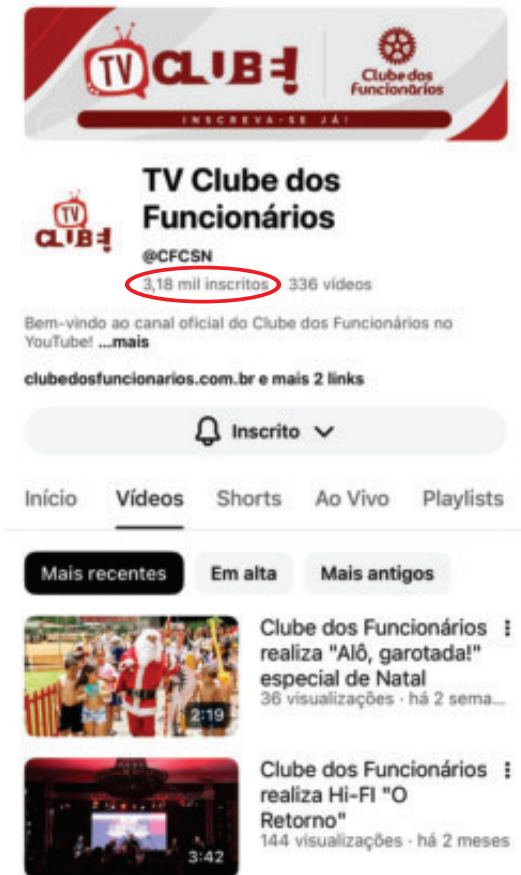 TV CLUBE!
Clube dos
Funcionários
INSCREVA-SE JÁ!
TV Clube dos
Funcionários
TV
CLUBE!
@CFCSN
3,18 mil inscritos 336 vídeos
Bem-vindo ao canal oficial do Clube dos Funcionários no
YouTube! ...mais
clubedosfuncionarios.com.br e mais 2 links
Inscrito
Início Vídeos Shorts Ao Vivo Playlists
Mais recentes Em alta Mais antigos
Clube dos Funcionários
realiza "Alô, garotada!"
especial de Natal
36 visualizações · há 2 sema...
2:19
Clube dos Funcionários
realiza Hi-FI "O
Retorno"
144 visualizações · há 2 meses
3:42